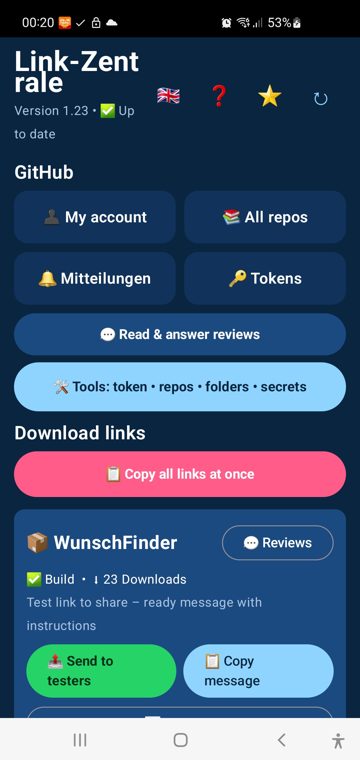 00:20
53%
Link-Zent
rale
Version 1.23 • ✅ Up
to date
GitHub
My account
All repos
Mitteilungen
Tokens
Read & answer reviews
Tools: token • repos • folders • secrets
Download links
Copy all links at once
WunschFinder
Reviews
✅ Build • ⬇ 23 Downloads
Test link to share – ready message with
instructions
Send to
testers
Copy
message